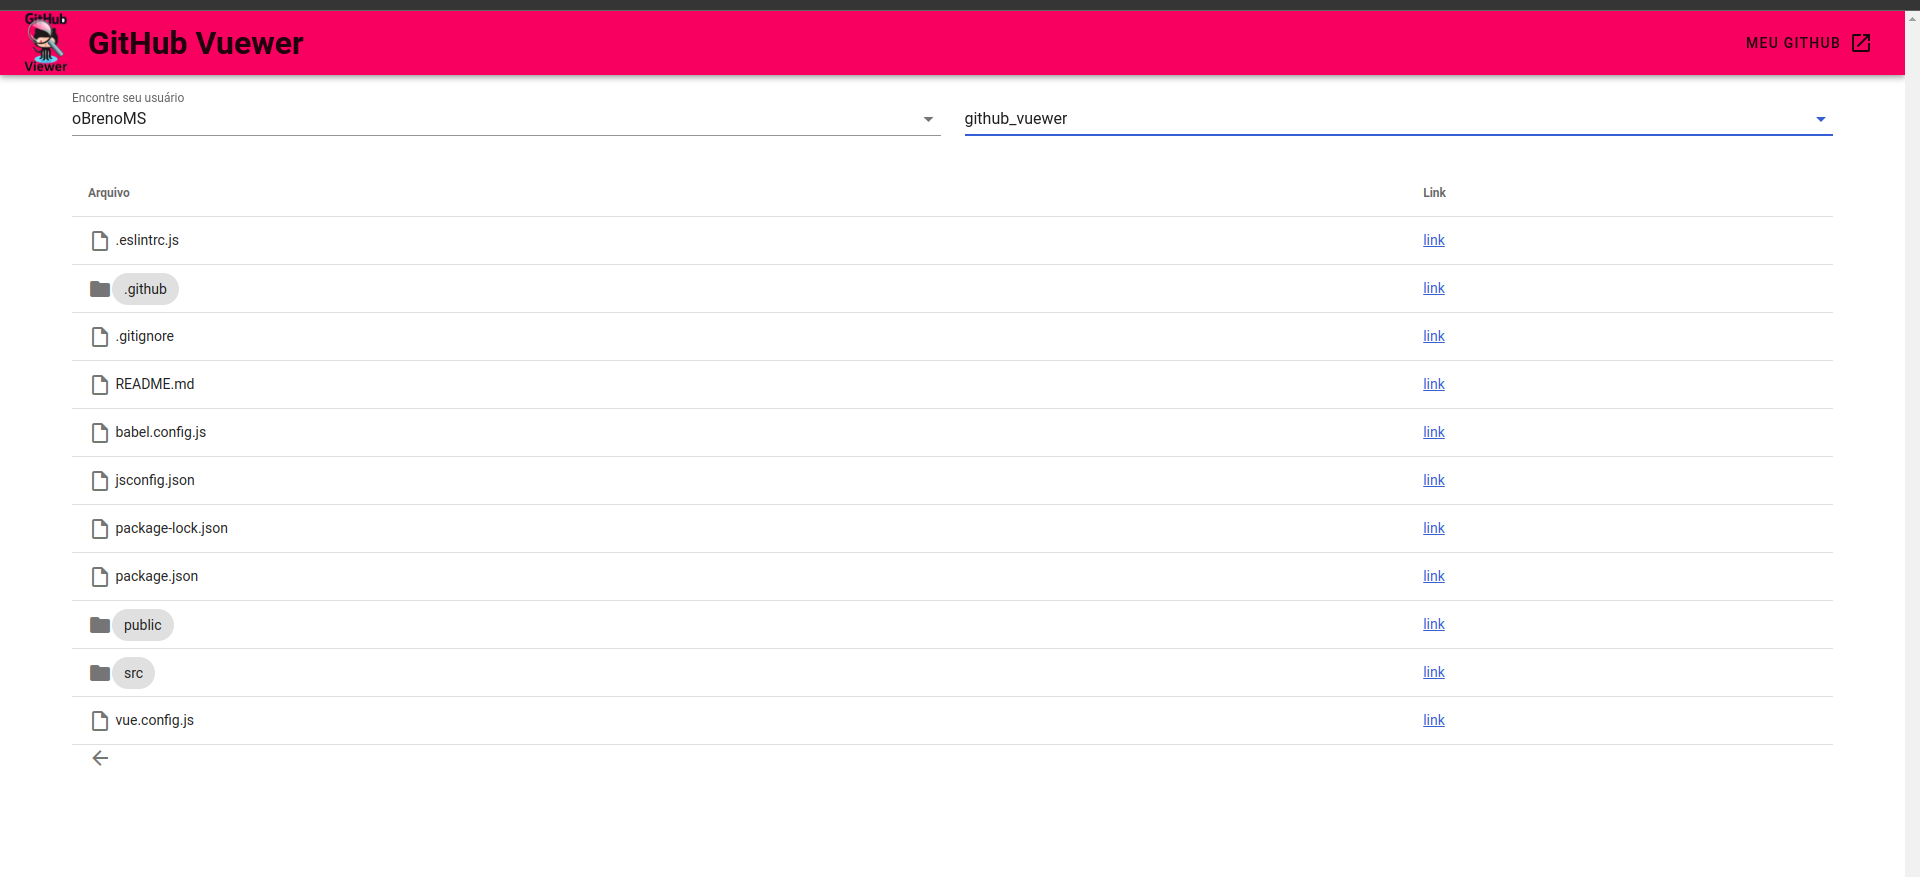 GitHub
Viewer
GitHub Vuewer
MEU GITHUB
Encontre seu usuário
oBrenoMS
github_vuewer
Arquivo Link
.eslintrc.js link
.github link
.gitignore link
README.md link
babel.config.js link
jsconfig.json link
package-lock.json link
package.json link
public link
src link
vue.config.js link